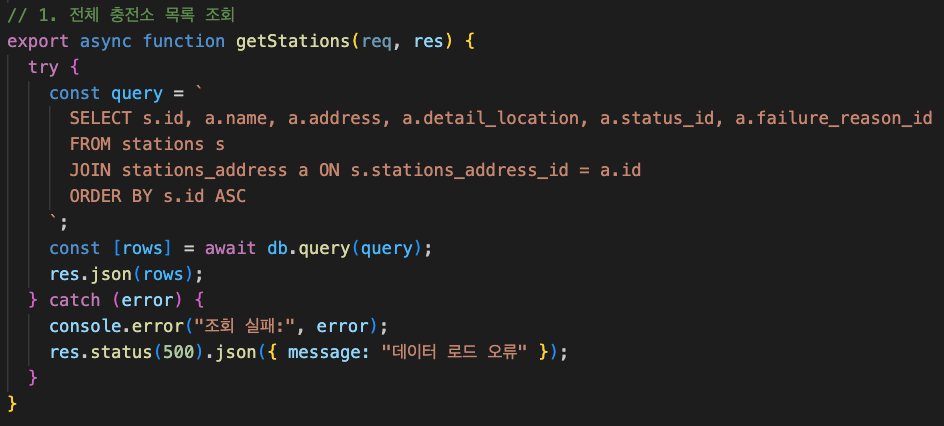 // 1. 전체 충전소 목록 조회
export async function getStations(req, res) {
  try {
    const query = `
      SELECT s.id, a.name, a.address, a.detail_location, a.status_id, a.failure_reason_id
      FROM stations s
      JOIN stations_address a ON s.stations_address_id = a.id
      ORDER BY s.id ASC
    `;
    const [rows] = await db.query(query);
    res.json(rows);
  } catch (error) {
    console.error("조회 실패:", error);
    res.status(500).json({ message: "데이터 로드 오류" });
  }
}